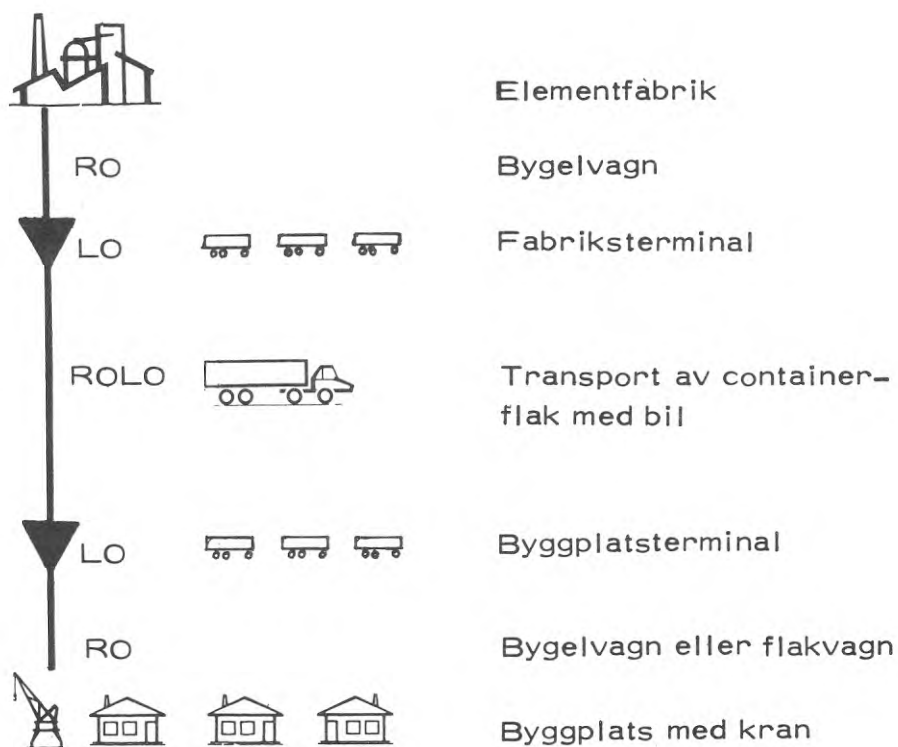 Elementfabrik
RO Bygelvagn
LO Fabriksterminal
ROLO Transport av container-
flak med bil
LO Byggplatsterminal
RO Bygelvagn eller flakvagn
Byggplats med kran